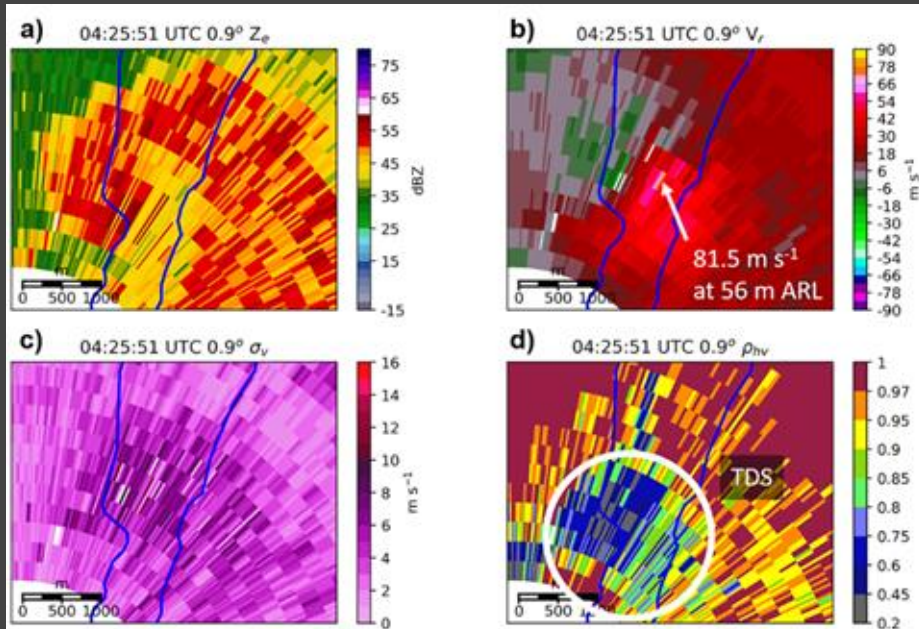 a)
04:25:51 UTC 0.9° Zₑ
75
65
55
45
35
25
15
5
-5
-15
dBZ
m
0 500 1000
b)
04:25:51 UTC 0.9° Vᵣ
90
78
66
54
42
30
18
6
-6
-18
-30
-42
-54
-66
-78
-90
m s⁻¹
81.5 m s⁻¹
at 56 m ARL
m
0 500 1000
c)
04:25:51 UTC 0.9° σᵥ
16
14
12
10
8
6
4
2
0
m s⁻¹
m
0 500 1000
d)
04:25:51 UTC 0.9° ρₕᵥ
1
0.97
0.95
0.85
0.8
0.75
0.6
0.45
0.2
TDS
m
0 500